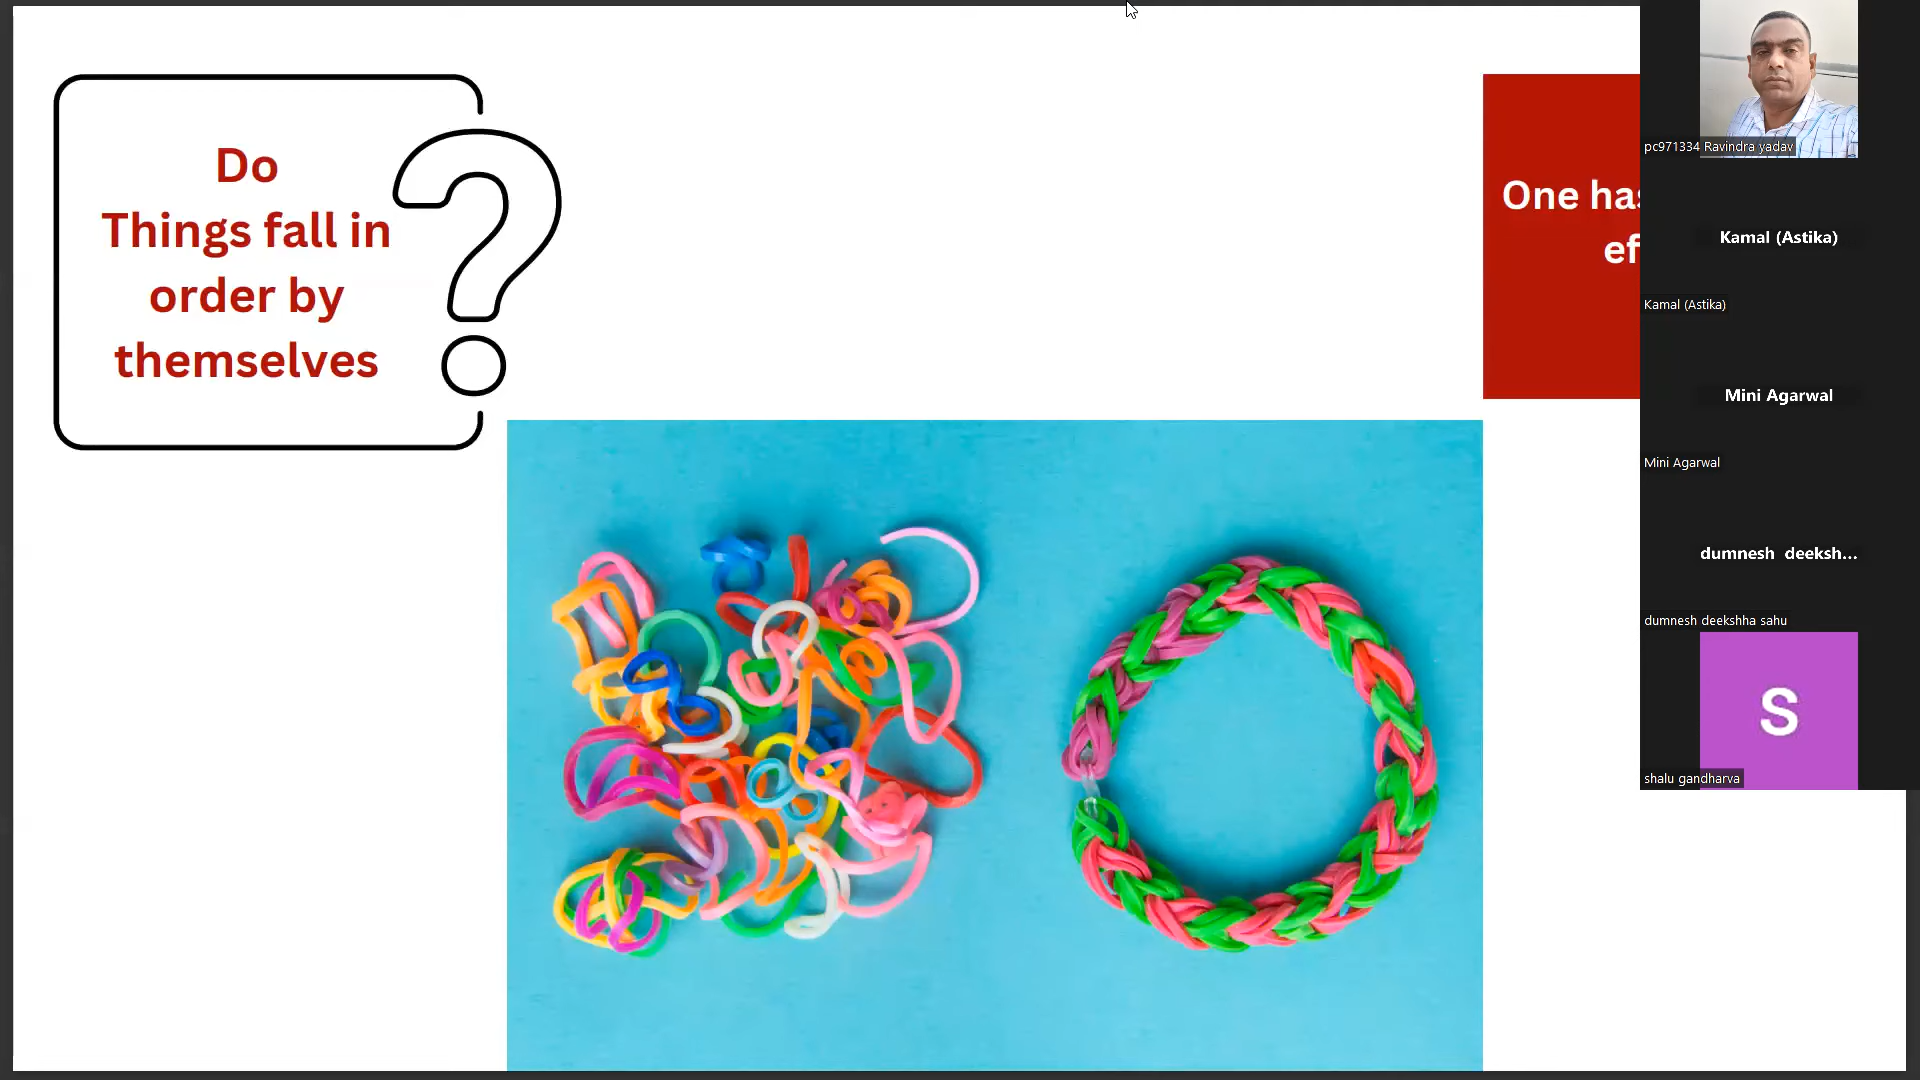 Do
Things fall in
order by
themselves
?
One has
ef
pc971334 Ravindra yadav
Kamal (Astika)
Kamal (Astika)
Mini Agarwal
Mini Agarwal
dumnesh deeksh...
dumnesh deekshha sahu
S
shalu gandharva